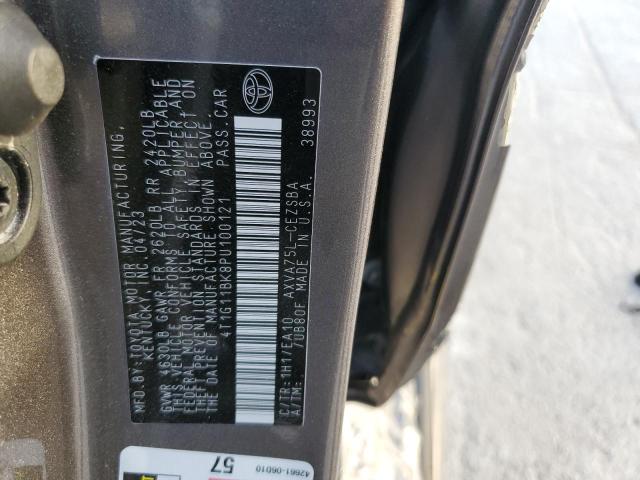 MFD.BY:TOYOTA MOTOR MANUFACTURING,
KENTUCKY, INC.04/23
GVWR 4630LB GAWR FR 2620LB RR 2420LB
THIS VEHICLE CONFORMS TO ALL APPLICABLE
FEDERAL MOTOR VEHICLE SAFETY, BUMPER, AND
THEFT PREVENTION STANDARDS IN EFFECT ON
THE DATE OF MANUFACTURE SHOWN ABOVE.
4T1G11BK8PU100121 PASS. CAR
C/TR:1H1/EA10 AXVA75L-CEZSBA
A/TM: /UB80F MADE IN U.S.A. 38993
57
42661-06D10